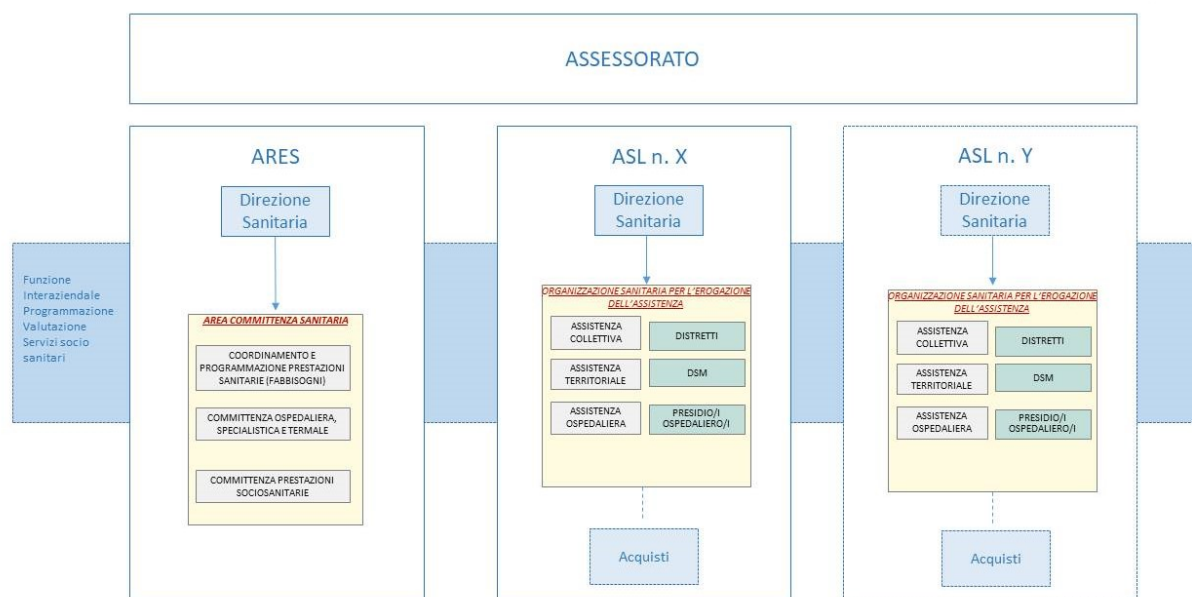 ASSESSORATO
ARES
Direzione
Sanitaria
Funzione
Interaziendale
Programmazione
Valutazione
Servizi socio
sanitari
AREA COMMITTENZA SANITARIA
COORDINAMENTO E
PROGRAMMAZIONE PRESTAZIONI
SANITARIE (FABBISOGNI)
COMMITTENZA OSPEDALIERA,
SPECIALISTICA E TERMALE
COMMITTENZA PRESTAZIONI
SOCIOSANITARIE
ASL n. X
Direzione
Sanitaria
ORGANIZZAZIONE SANITARIA PER L'EROGAZIONE
DELL'ASSISTENZA
ASSISTENZA
COLLETTIVA
DISTRETTI
ASSISTENZA
TERRITORIALE
DSM
ASSISTENZA
OSPEDALIERA
PRESIDIO/I
OSPEDALIERO/I
Acquisti
ASL n. Y
Direzione
Sanitaria
ORGANIZZAZIONE SANITARIA PER L'EROGAZIONE
DELL'ASSISTENZA
ASSISTENZA
COLLETTIVA
DISTRETTI
ASSISTENZA
TERRITORIALE
DSM
ASSISTENZA
OSPEDALIERA
PRESIDIO/I
OSPEDALIERO/I
Acquisti